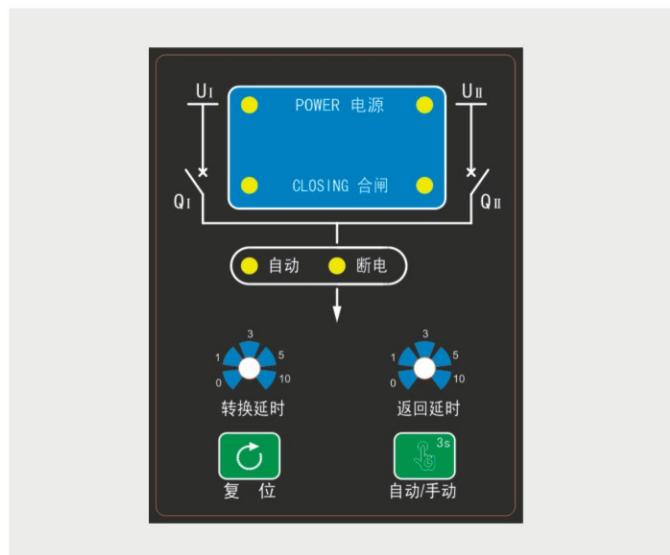 UI POWER 电源 UII
QI CLOSING 合闸 QII
自动 断电
3 3
1 5 1 5
0 10 0 10
转换延时 返回延时
3s
复 位 自动/手动